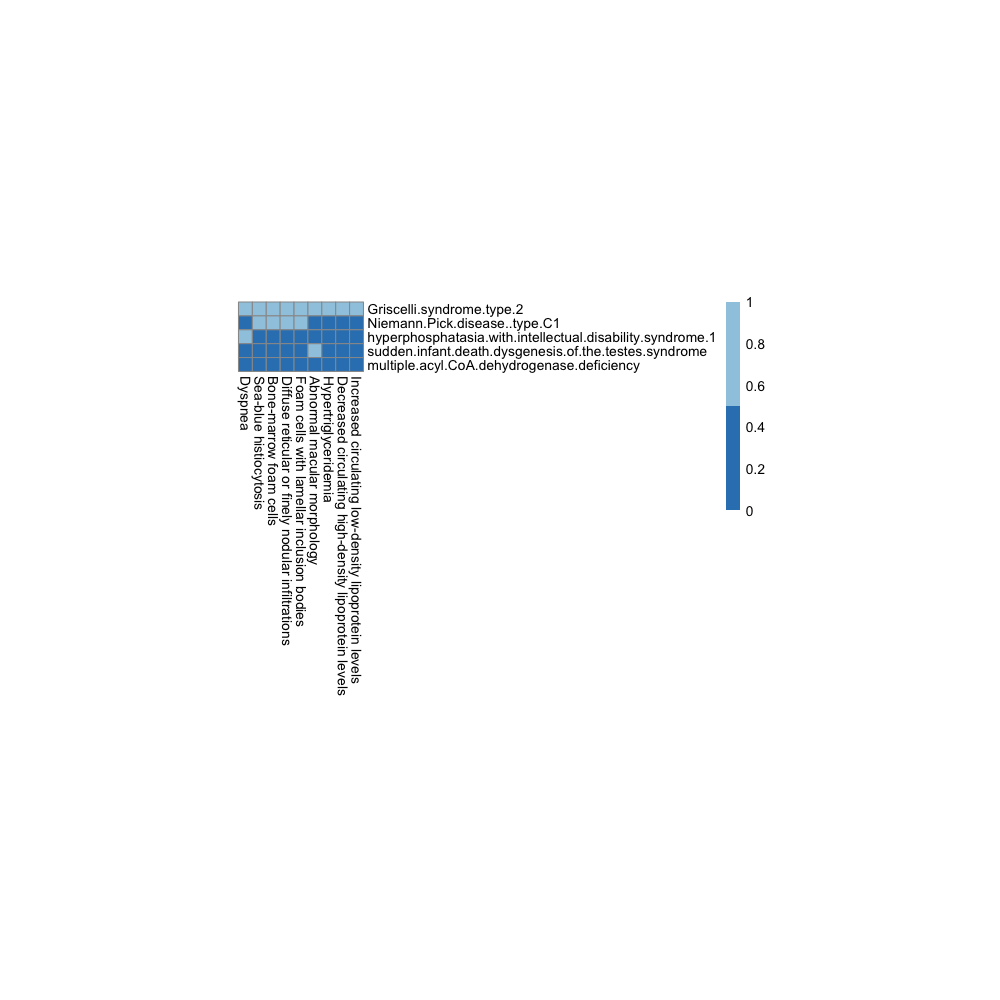 Griscelli.syndrome.type.2
Niemann.Pick.disease..type.C1
hyperphosphatasia.with.intellectual.disability.syndrome.1
sudden.infant.death.dysgenesis.of.the.testes.syndrome
multiple.acyl.CoA.dehydrogenase.deficiency
Dyspnea
Sea-blue histiocytosis
Bone-marrow foam cells
Diffuse reticular or finely nodular infiltrations
Foam cells with lamellar inclusion bodies
Abnormal macular morphology
Hypertriglyceridemia
Decreased circulating high-density lipoprotein levels
Increased circulating low-density lipoprotein levels
1
0.8
0.6
0.4
0.2
0